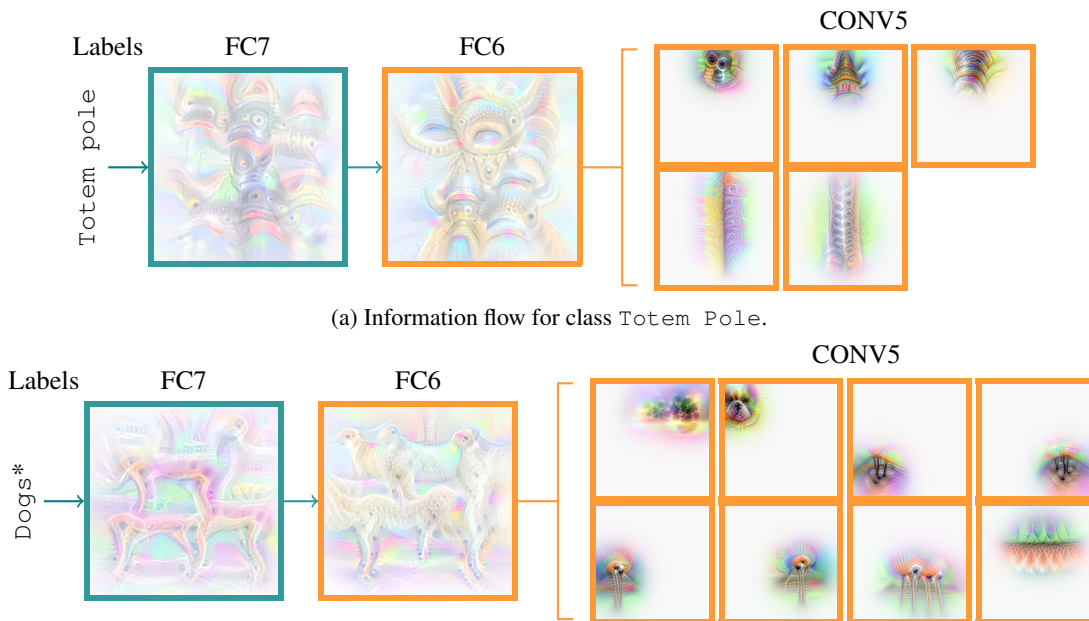 CONV5
Labels FC7 FC6
Totem pole
(a) Information flow for class Totem Pole.
CONV5
Labels FC7 FC6
Dogs*